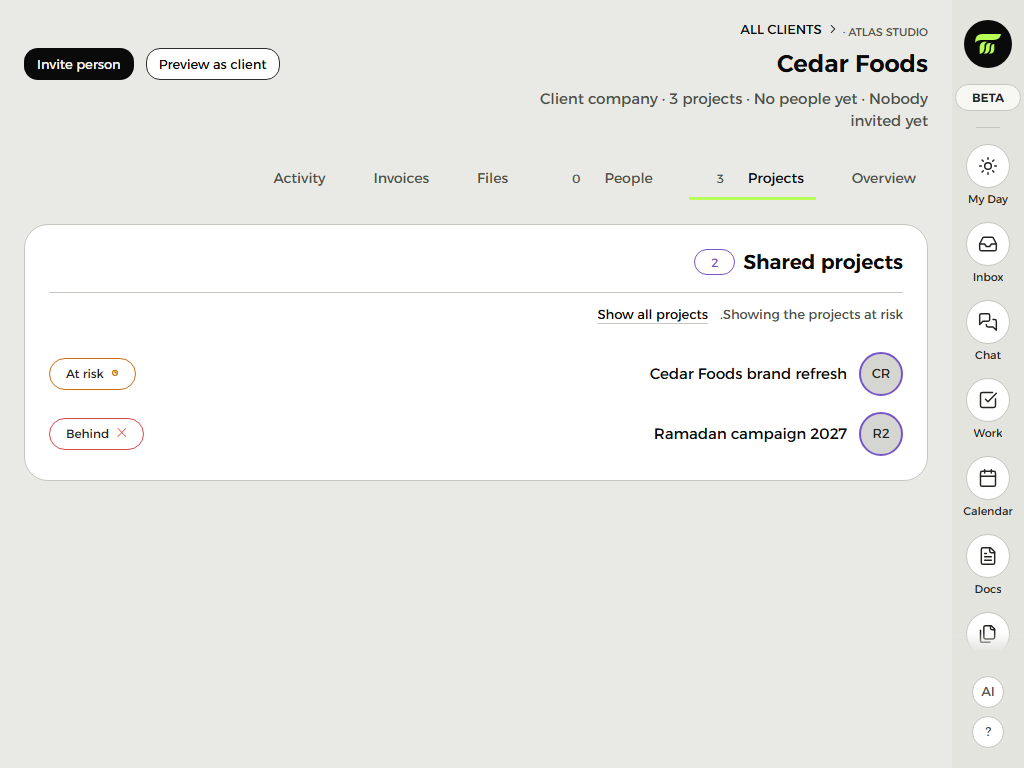 ALL CLIENTS > · ATLAS STUDIO
Cedar Foods
Invite person
Preview as client
Client company · 3 projects · No people yet · Nobody
invited yet
Overview
Projects 3
People 0
Files
Invoices
Activity
Shared projects 2
.Showing the projects at risk
Show all projects
CR
Cedar Foods brand refresh
At risk
R2
Ramadan campaign 2027
Behind
BETA
My Day
Inbox
Chat
Work
Calendar
Docs
AI
?